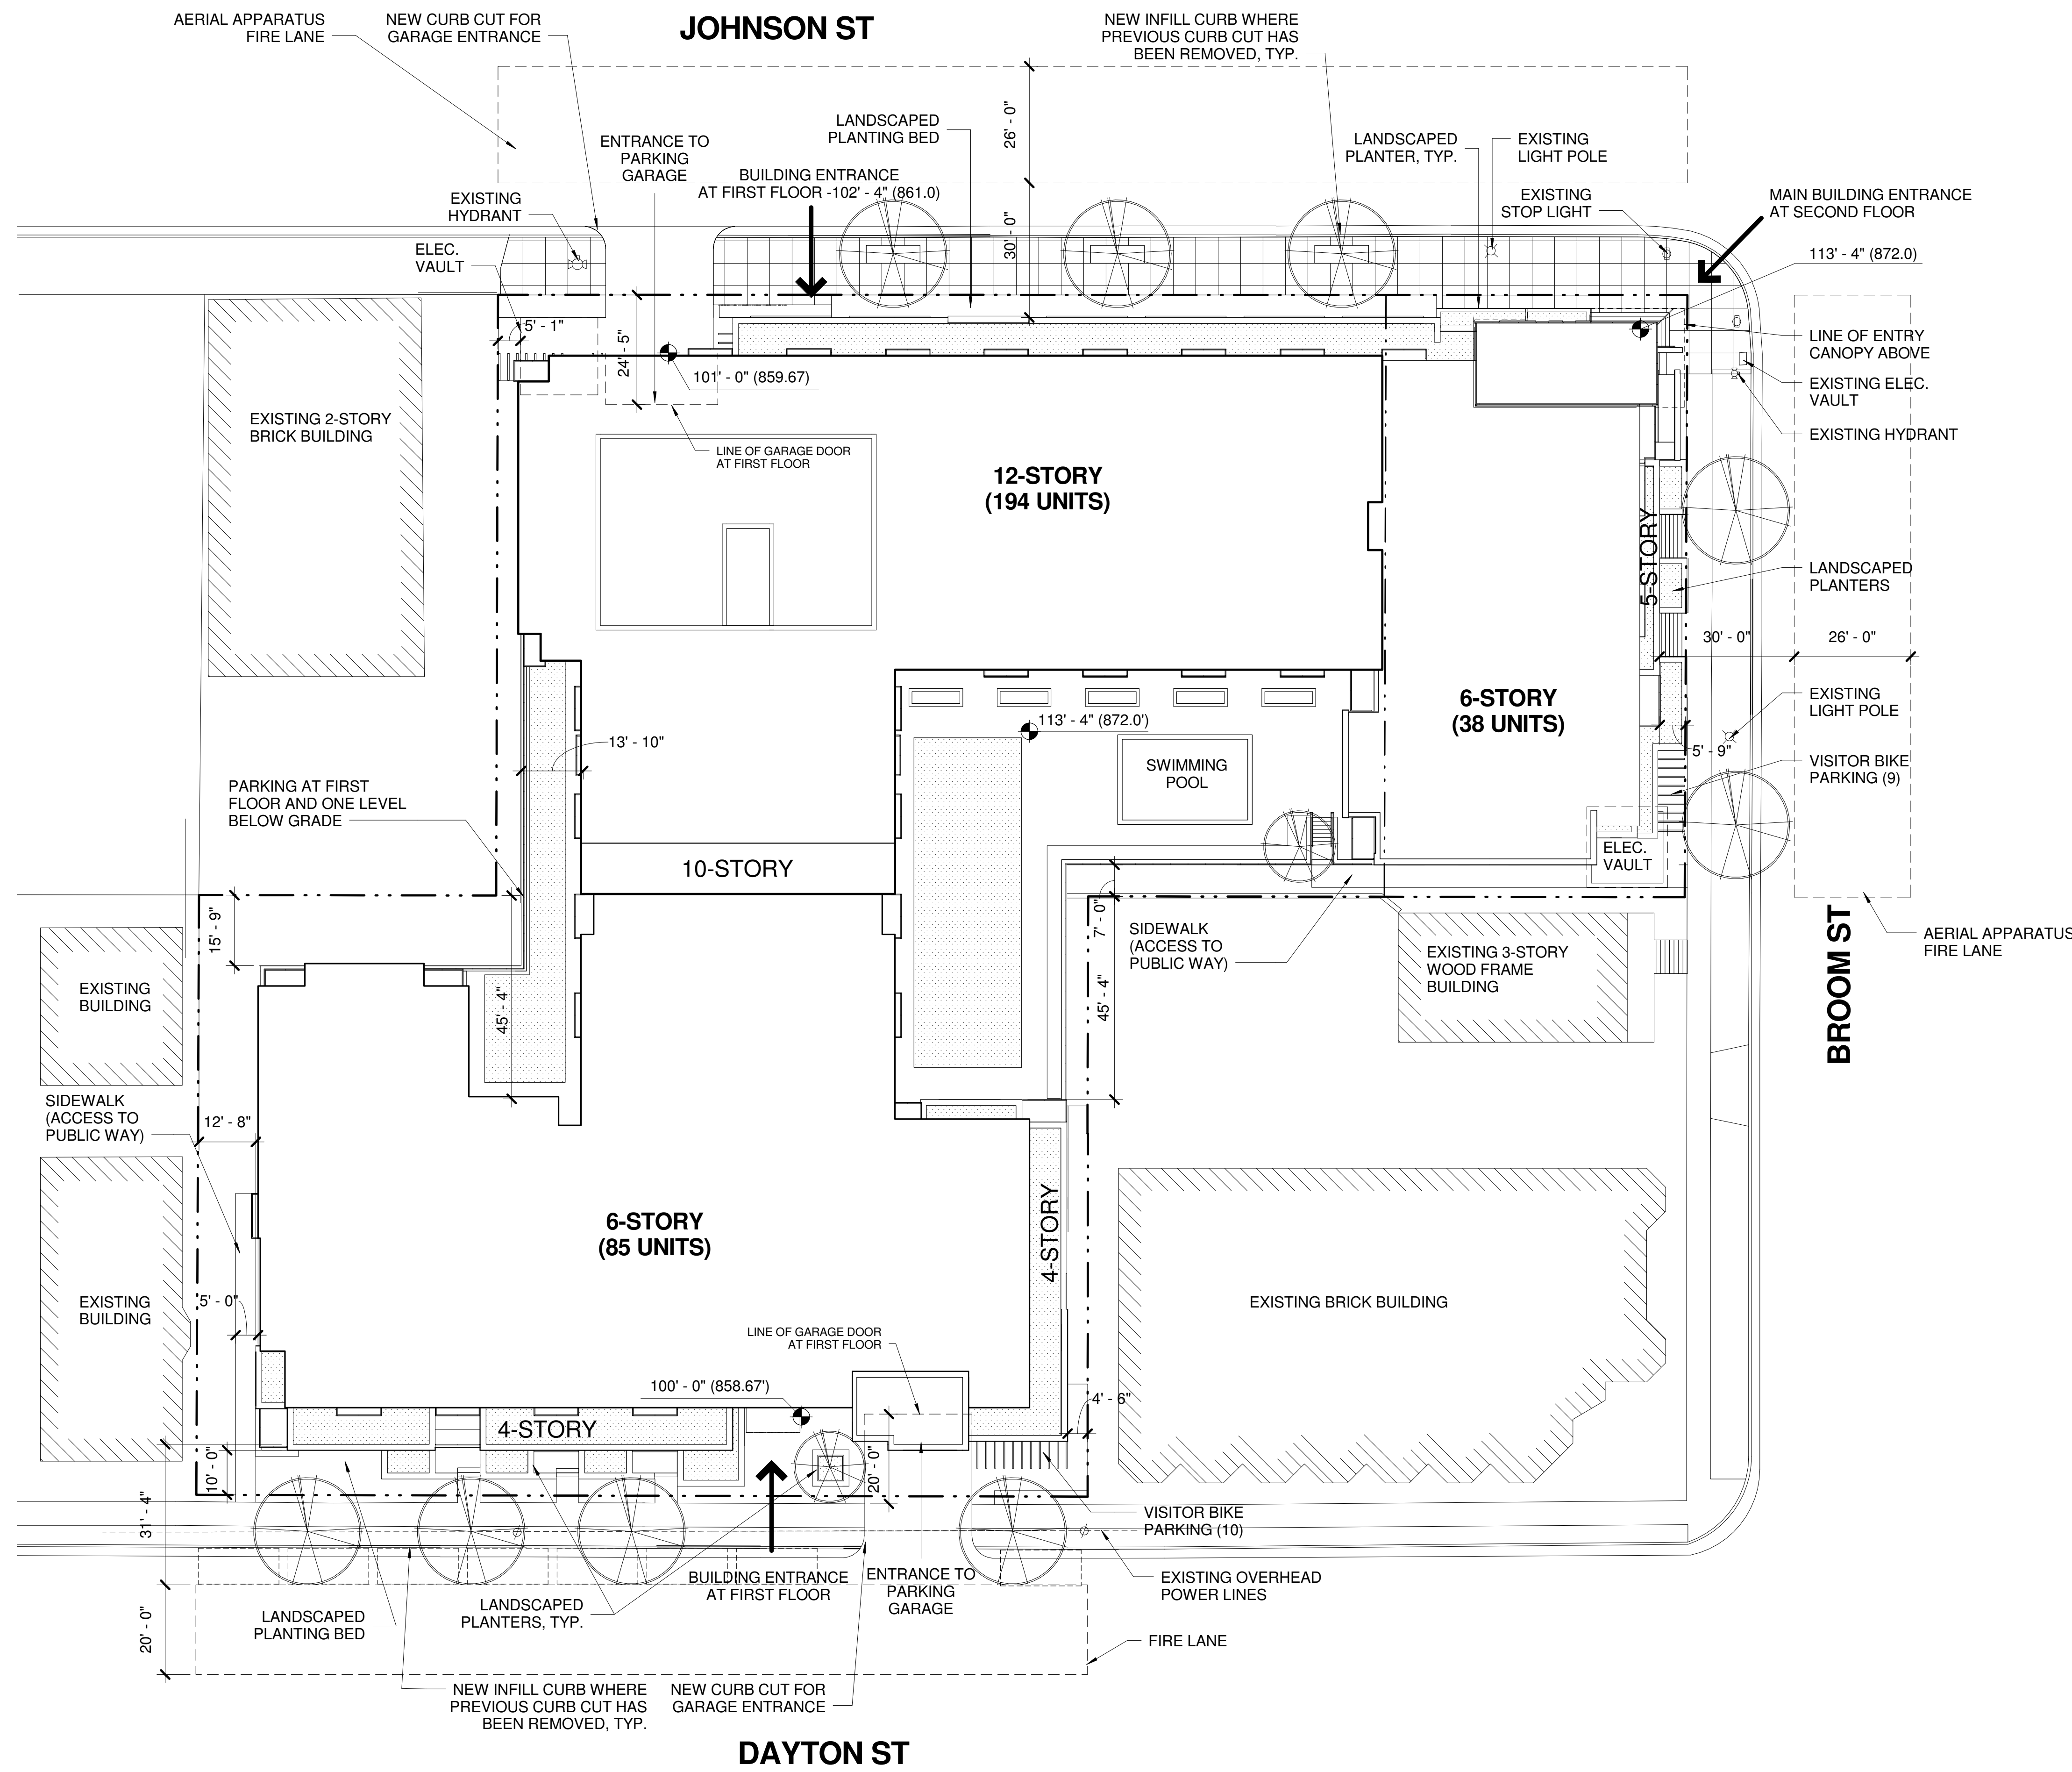 AERIAL APPARATUS
FIRE LANE
NEW CURB CUT FOR
GARAGE ENTRANCE
JOHNSON ST
NEW INFILL CURB WHERE
PREVIOUS CURB CUT HAS
BEEN REMOVED, TYP.
26' - 0"
LANDSCAPED
PLANTING BED
ENTRANCE TO
PARKING
GARAGE
LANDSCAPED
PLANTER, TYP.
EXISTING
LIGHT POLE
BUILDING ENTRANCE
AT FIRST FLOOR -102' - 4" (861.0)
EXISTING
HYDRANT
EXISTING
STOP LIGHT
MAIN BUILDING ENTRANCE
AT SECOND FLOOR
30' - 0"
ELEC.
VAULT
113' - 4" (872.0)
5' - 1"
24' - 5"
101' - 0" (859.67)
LINE OF ENTRY
CANOPY ABOVE
EXISTING ELEC.
VAULT
EXISTING HYDRANT
EXISTING 2-STORY
BRICK BUILDING
LINE OF GARAGE DOOR
AT FIRST FLOOR
12-STORY
(194 UNITS)
5-STORY
LANDSCAPED
PLANTERS
30' - 0"
26' - 0"
6-STORY
(38 UNITS)
EXISTING
LIGHT POLE
113' - 4" (872.0')
13' - 10"
5' - 9"
SWIMMING
POOL
VISITOR BIKE
PARKING (9)
PARKING AT FIRST
FLOOR AND ONE LEVEL
BELOW GRADE
10-STORY
ELEC.
VAULT
15' - 9"
7' - 0"
SIDEWALK
(ACCESS TO
PUBLIC WAY)
EXISTING 3-STORY
WOOD FRAME
BUILDING
BROOM ST
AERIAL APPARATUS
FIRE LANE
EXISTING
BUILDING
45' - 4"
45' - 4"
SIDEWALK
(ACCESS TO
PUBLIC WAY)
12' - 8"
6-STORY
(85 UNITS)
4-STORY
EXISTING
BUILDING
5' - 0"
EXISTING BRICK BUILDING
LINE OF GARAGE DOOR
AT FIRST FLOOR
100' - 0" (858.67')
4' - 6"
4-STORY
10' - 0"
20' - 0"
31' - 4"
VISITOR BIKE
PARKING (10)
BUILDING ENTRANCE
AT FIRST FLOOR
ENTRANCE TO
PARKING
GARAGE
EXISTING OVERHEAD
POWER LINES
LANDSCAPED
PLANTING BED
LANDSCAPED
PLANTERS, TYP.
20' - 0"
FIRE LANE
NEW INFILL CURB WHERE
PREVIOUS CURB CUT HAS
BEEN REMOVED, TYP.
NEW CURB CUT FOR
GARAGE ENTRANCE
DAYTON ST